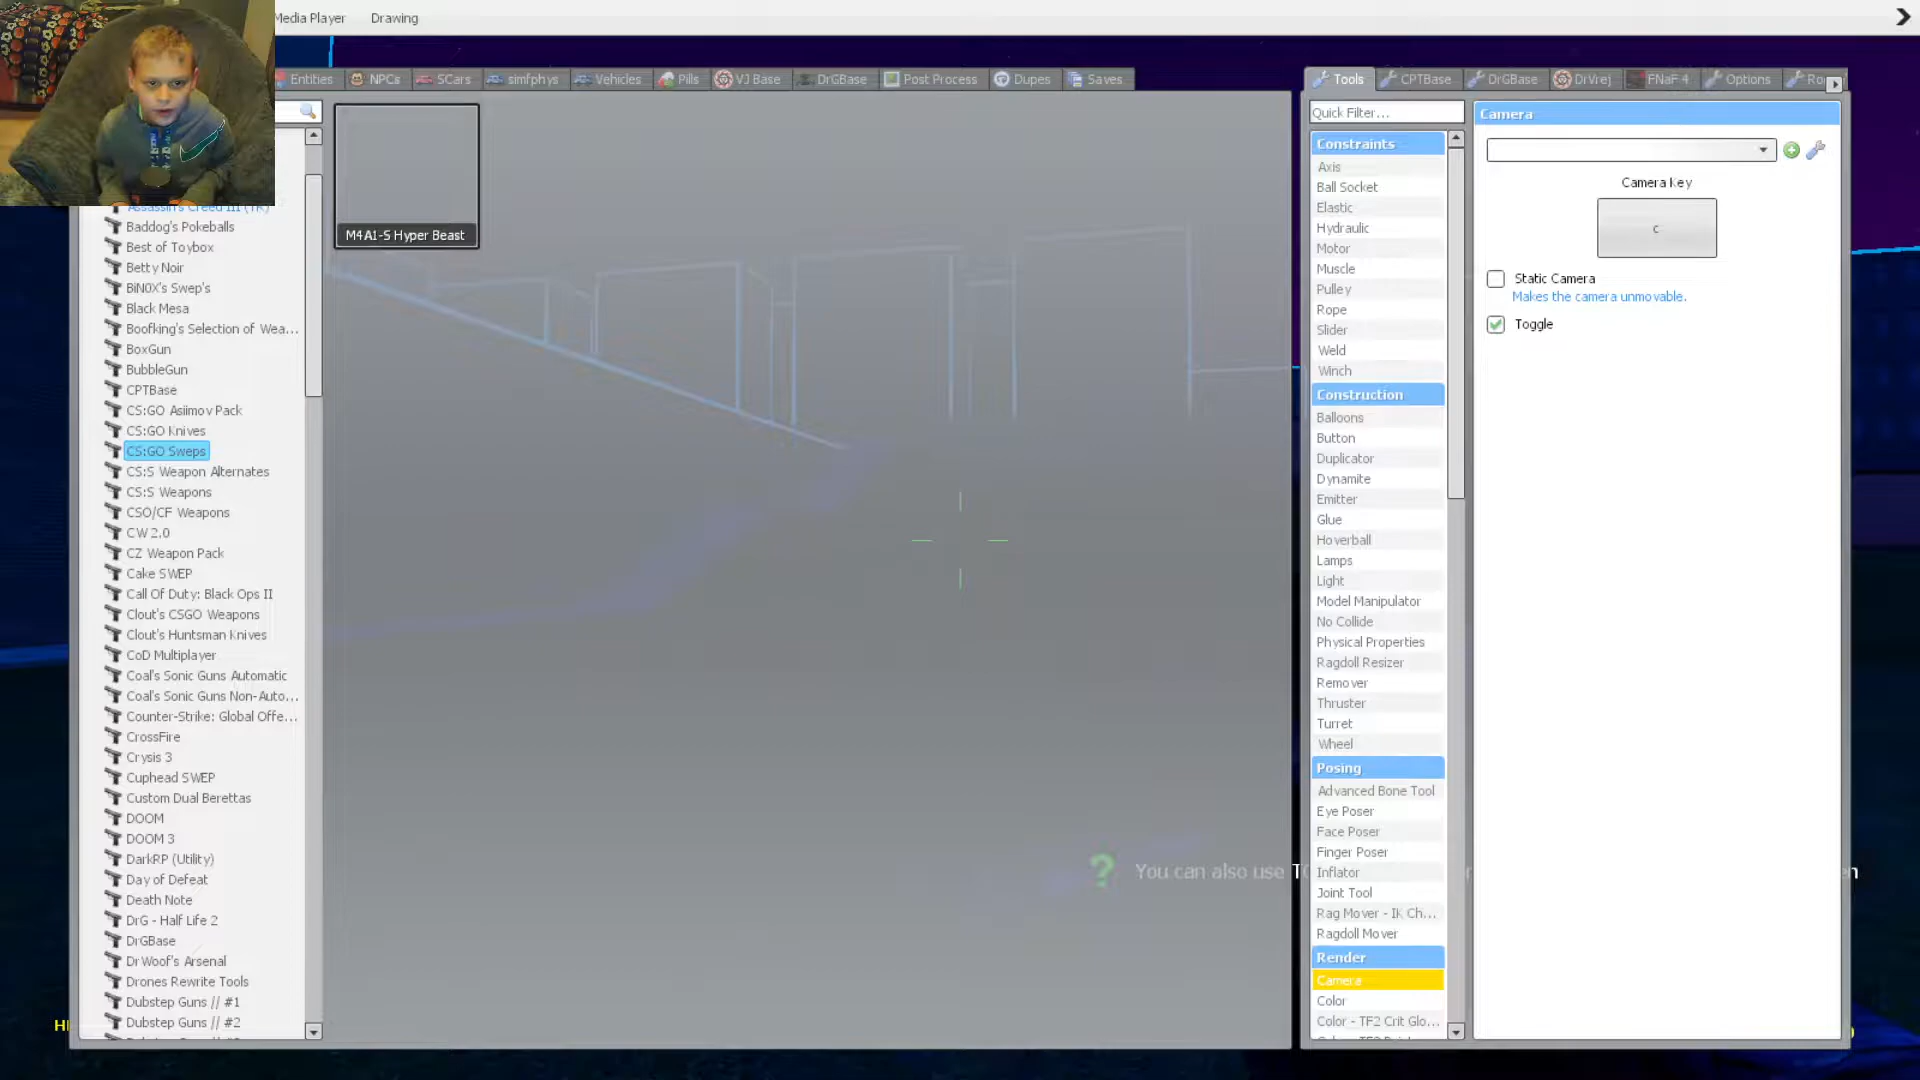 Media Player Drawing
Entities NPCs SCars simfphys Vehicles Pills VJ Base DrGBase Post Process Dupes Saves
Tools CPTBase DrGBase DrVrej FNaF 4 Options
Assassin's Creed III (TK)
Baddog's Pokeballs
Best of Toybox
Betty Noir
BiN0X's Swep's
Black Mesa
Boofking's Selection of Wea...
BoxGun
BubbleGun
CPTBase
CS:GO Asiimov Pack
CS:GO Knives
CS:GO Sweps
CS:S Weapon Alternates
CS:S Weapons
CSO/CF Weapons
CW 2.0
CZ Weapon Pack
Cake SWEP
Call Of Duty: Black Ops II
Clout's CSGO Weapons
Clout's Huntsman Knives
CoD Multiplayer
Coal's Sonic Guns Automatic
Coal's Sonic Guns Non-Auto...
Counter-Strike: Global Offe...
CrossFire
Crysis 3
Cuphead SWEP
Custom Dual Berettas
DOOM
DOOM 3
DarkRP (Utility)
Day of Defeat
Death Note
DrG - Half Life 2
DrGBase
DrWoof's Arsenal
Drones Rewrite Tools
Dubstep Guns // #1
Dubstep Guns // #2
M4A1-S Hyper Beast
You can also use
Quick Filter...
Constraints
Axis
Ball Socket
Elastic
Hydraulic
Motor
Muscle
Pulley
Rope
Slider
Weld
Winch
Construction
Balloons
Button
Duplicator
Dynamite
Emitter
Glue
Hoverball
Lamps
Light
Model Manipulator
No Collide
Physical Properties
Ragdoll Resizer
Remover
Thruster
Turret
Wheel
Posing
Advanced Bone Tool
Eye Poser
Face Poser
Finger Poser
Inflator
Joint Tool
Rag Mover - IK Ch...
Ragdoll Mover
Render
Camera
Color
Color - TF2 Crit Glo...
Camera
Camera Key
c
Static Camera
Makes the camera unmovable.
Toggle